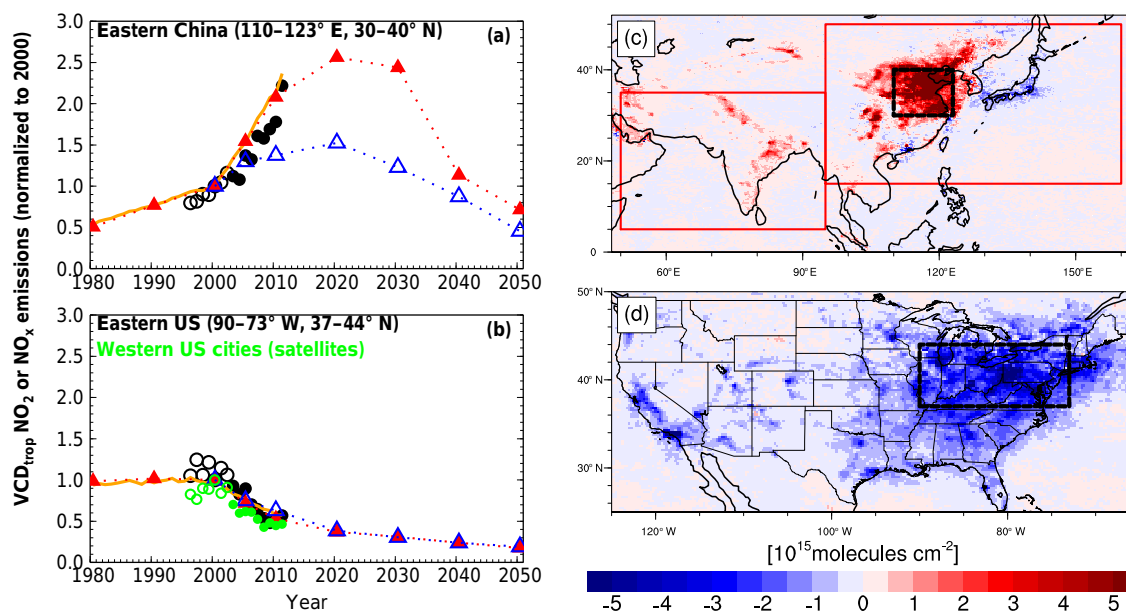 VCD_trop NO_2 or NO_x emissions (normalized to 2000)
Eastern China (110–123° E, 30–40° N) (a)
3.0
2.5
2.0
1.5
1.0
0.5
0.0
1980 1990 2000 2010 2020 2030 2040 2050
Eastern US (90–73° W, 37–44° N) (b)
Western US cities (satellites)
3.0
2.5
2.0
1.5
1.0
0.5
0.0
1980 1990 2000 2010 2020 2030 2040 2050
Year
(c)
40°N
20°N
0
60°E 90°E 120°E 150°E
(d)
50°N
40°N
30°N
120°W 100°W 80°W
[10^15 molecules cm^-2]
-5 -4 -3 -2 -1 0 1 2 3 4 5